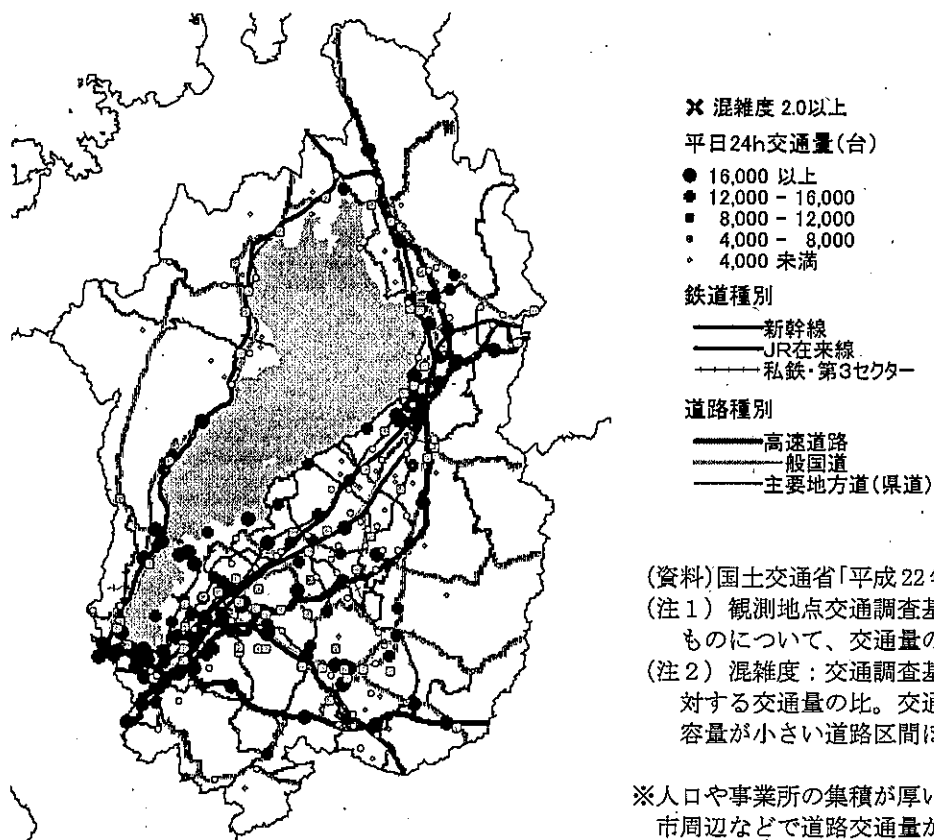 ✖ 混雑度 2.0以上
平日24h交通量(台)
● 16,000 以上
● 12,000 - 16,000
■ 8,000 - 12,000
● 4,000 - 8,000
◦ 4,000 未満
鉄道種別
新幹線
JR在来線
私鉄・第3セクター
道路種別
高速道路
一般国道
主要地方道(県道)
(資料)国土交通省「平成22年
(注1)観測地点交通調査基
ものについて、交通量の
(注2)混雑度:交通調査基
対する交通量の比。交通
容量が小さい道路区間に
※人口や事業所の集積が厚い
市周辺などで道路交通量が